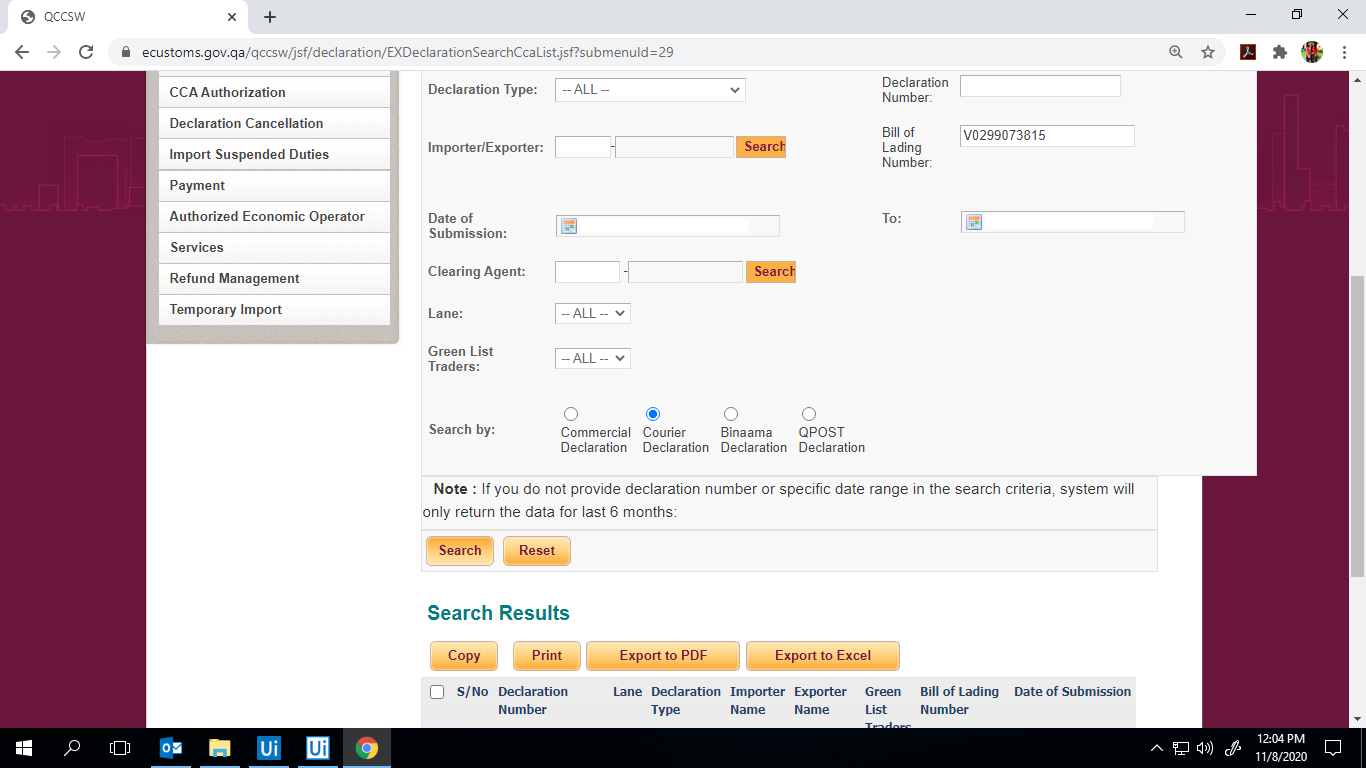 QCCSW
ecustoms.gov.qa/qccsw/jsf/declaration/EXDeclarationSearchCcaList.jsf?submenuId=29
CCA Authorization
Declaration Cancellation
Import Suspended Duties
Payment
Authorized Economic Operator
Services
Refund Management
Temporary Import
Declaration Type: -- ALL -- Declaration
Number:
Importer/Exporter: - Search Bill of
Lading
Number: V0299073815
Date of
Submission: To:
Clearing Agent: - Search
Lane: -- ALL --
Green List
Traders: -- ALL --
Search by:
Commercial Courier Binaama QPOST
Declaration Declaration Declaration Declaration
Note : If you do not provide declaration number or specific date range in the search criteria, system will
only return the data for last 6 months:
Search Reset
Search Results
Copy Print Export to PDF Export to Excel
S/No Declaration Lane Declaration Importer Exporter Green Bill of Lading Date of Submission
Number Type Name Name List Number
Traders
Ui Ui
12:04 PM
11/8/2020